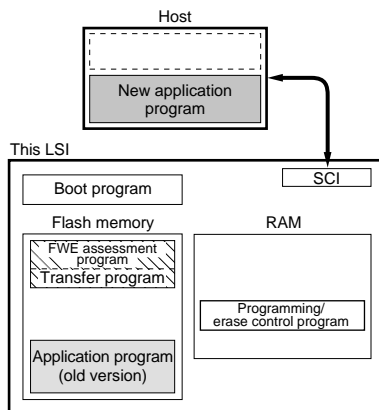 Host
New application
program
This LSI
SCI
Boot program
Flash memory
RAM
FWE assessment
program
Transfer program
Programming/
erase control program
Application program
(old version)